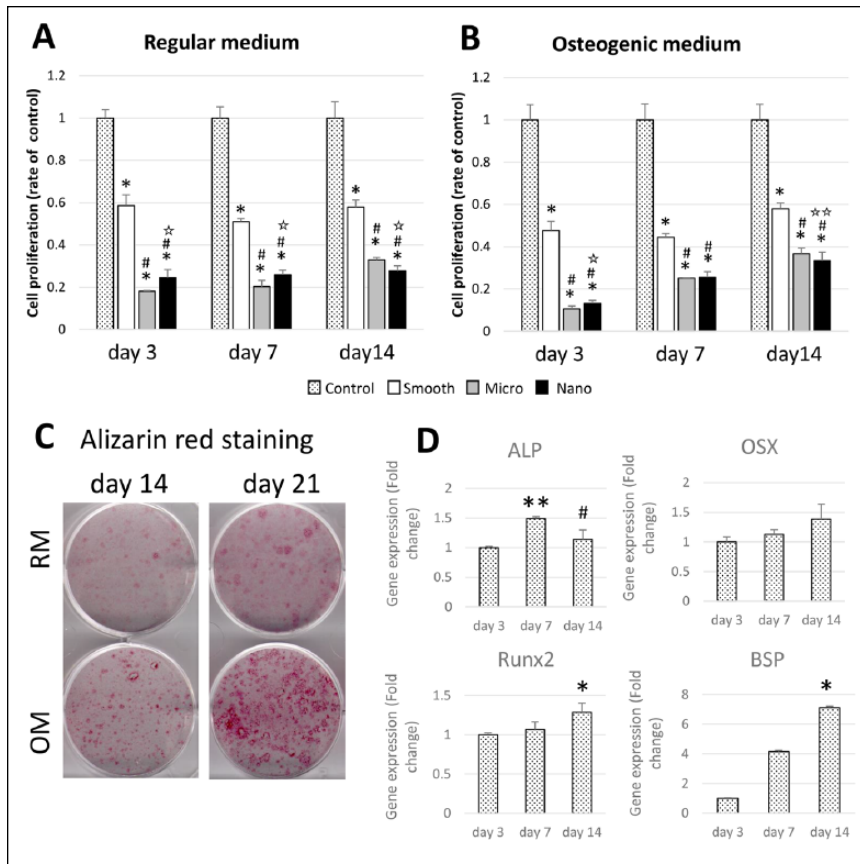 A
Regular medium
Cell proliferation (rate of control)
1.2
1
0.8
0.6
0.4
0.2
0
*
#
*
☆
#
*
*
#
*
☆
#
*
*
#
*
☆
#
*
day 3
day 7
day14
B
Osteogenic medium
Cell proliferation (rate of control)
1.2
1
0.8
0.6
0.4
0.2
0
*
#
*
☆
#
*
*
#
*
#
*
*
#
*
☆☆
#
*
day 3
day 7
day14
Control Smooth Micro Nano
C
Alizarin red staining
day 14
day 21
RM
OM
D
ALP
Gene expression (Fold
change)
2
1.5
1
0.5
0
**
#
day 3
day 7
day 14
OSX
Gene expression (Fold
change)
2
1.5
1
0.5
0
day 3
day 7
day 14
Runx2
Gene expression (Fold
change)
1.5
1
0.5
0
*
day 3
day 7
day 14
BSP
Gene expression (Fold
change)
8
6
4
2
0
*
day 3
day 7
day 14